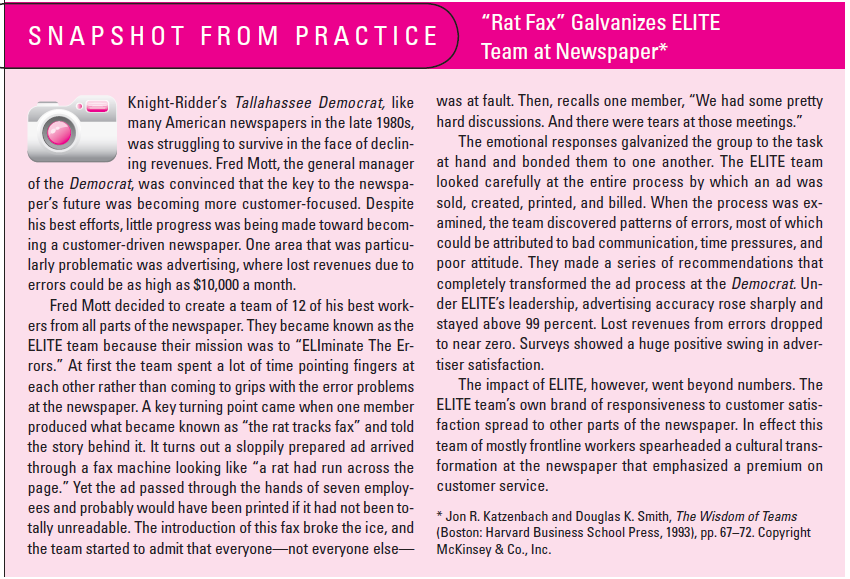 SNAPSHOT FROM PRACTICE
“Rat Fax” Galvanizes ELITE
Team at Newspaper*
Knight-Ridder’s Tallahassee Democrat, like
many American newspapers in the late 1980s,
was struggling to survive in the face of declin-
ing revenues. Fred Mott, the general manager
of the Democrat, was convinced that the key to the newspa-
per’s future was becoming more customer-focused. Despite
his best efforts, little progress was being made toward becom-
ing a customer-driven newspaper. One area that was particu-
larly problematic was advertising, where lost revenues due to
errors could be as high as $10,000 a month.
Fred Mott decided to create a team of 12 of his best work-
ers from all parts of the newspaper. They became known as the
ELITE team because their mission was to “ELIminate The Er-
rors.” At first the team spent a lot of time pointing fingers at
each other rather than coming to grips with the error problems
at the newspaper. A key turning point came when one member
produced what became known as “the rat tracks fax” and told
the story behind it. It turns out a sloppily prepared ad arrived
through a fax machine looking like “a rat had run across the
page.” Yet the ad passed through the hands of seven employ-
ees and probably would have been printed if it had not been to-
tally unreadable. The introduction of this fax broke the ice, and
the team started to admit that everyone—not everyone else—
was at fault. Then, recalls one member, “We had some pretty
hard discussions. And there were tears at those meetings.”
The emotional responses galvanized the group to the task
at hand and bonded them to one another. The ELITE team
looked carefully at the entire process by which an ad was
sold, created, printed, and billed. When the process was ex-
amined, the team discovered patterns of errors, most of which
could be attributed to bad communication, time pressures, and
poor attitude. They made a series of recommendations that
completely transformed the ad process at the Democrat. Un-
der ELITE’s leadership, advertising accuracy rose sharply and
stayed above 99 percent. Lost revenues from errors dropped
to near zero. Surveys showed a huge positive swing in adver-
tiser satisfaction.
The impact of ELITE, however, went beyond numbers. The
ELITE team’s own brand of responsiveness to customer satis-
faction spread to other parts of the newspaper. In effect this
team of mostly frontline workers spearheaded a cultural trans-
formation at the newspaper that emphasized a premium on
customer service.
* Jon R. Katzenbach and Douglas K. Smith, The Wisdom of Teams
(Boston: Harvard Business School Press, 1993), pp. 67–72. Copyright
McKinsey & Co., Inc.